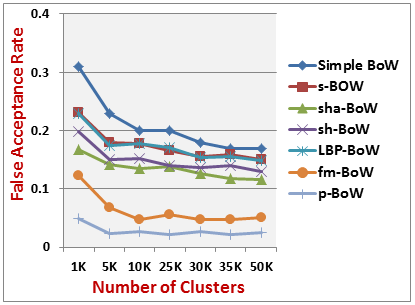 False Acceptance Rate
0.4
0.3
0.2
0.1
0
1K 5K 10K 25K 30K 35K 50K
Number of Clusters
Simple BoW
s-BOW
sha-BoW
sh-BoW
LBP-BoW
fm-BoW
p-BoW